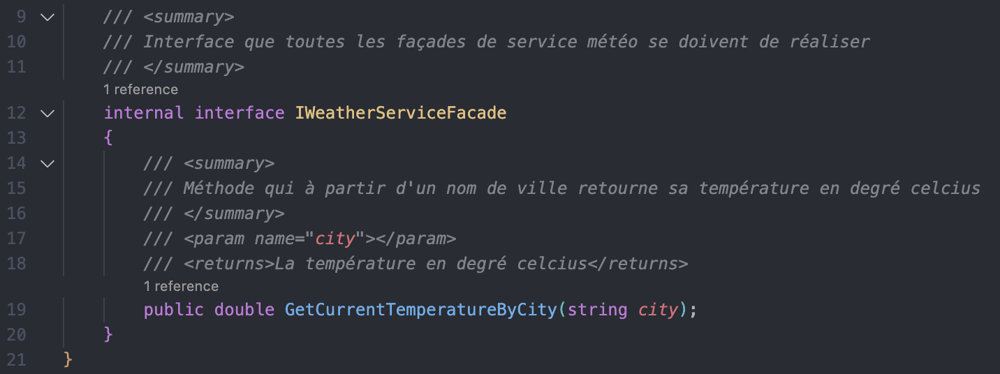 9 /// <summary>
10 /// Interface que toutes les façades de service météo se doivent de réaliser
11 /// </summary>
1 reference
12 internal interface IWeatherServiceFacade
13 {
14 /// <summary>
15 /// Méthode qui à partir d'un nom de ville retourne sa température en degré celcius
16 /// </summary>
17 /// <param name="city"></param>
18 /// <returns>La température en degré celcius</returns>
1 reference
19 public double GetCurrentTemperatureByCity(string city);
20 }
21 }